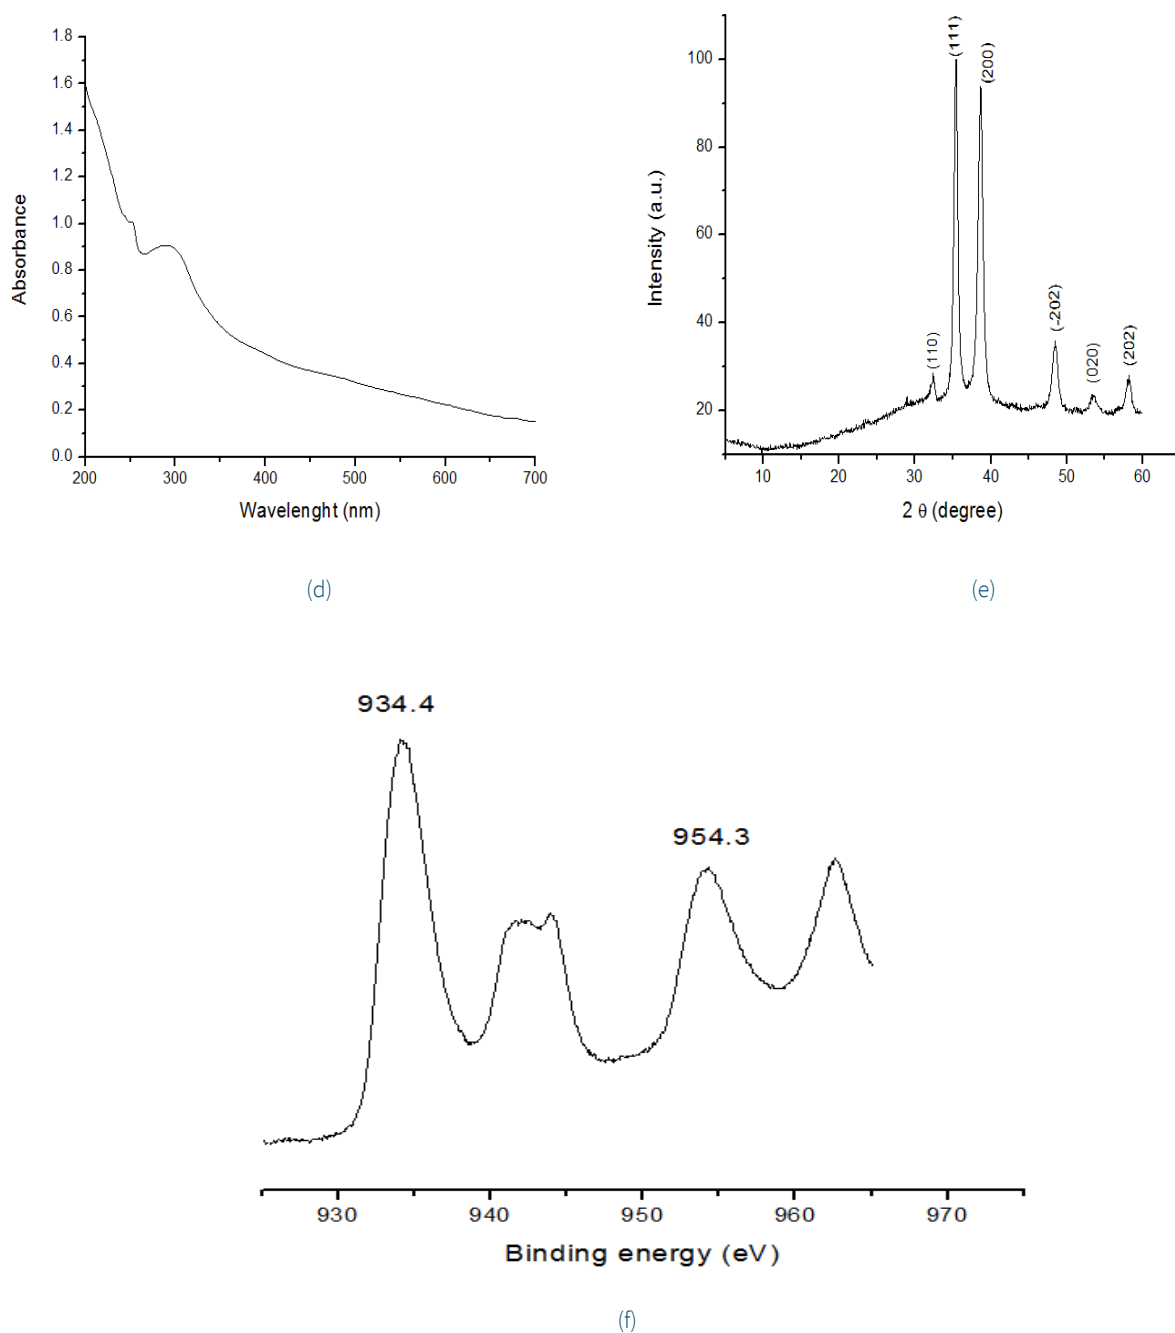 1.8
1.6
1.4
1.2
1.0
0.8
0.6
0.4
0.2
0.0
Absorbance
200 300 400 500 600 700
Wavelenght (nm)
(d)
100
80
60
40
20
Intensity (a.u.)
(110)
(111)
(200)
(-202)
(020)
(202)
10 20 30 40 50 60
2 θ (degree)
(e)
934.4
954.3
930 940 950 960 970
Binding energy (eV)
(f)